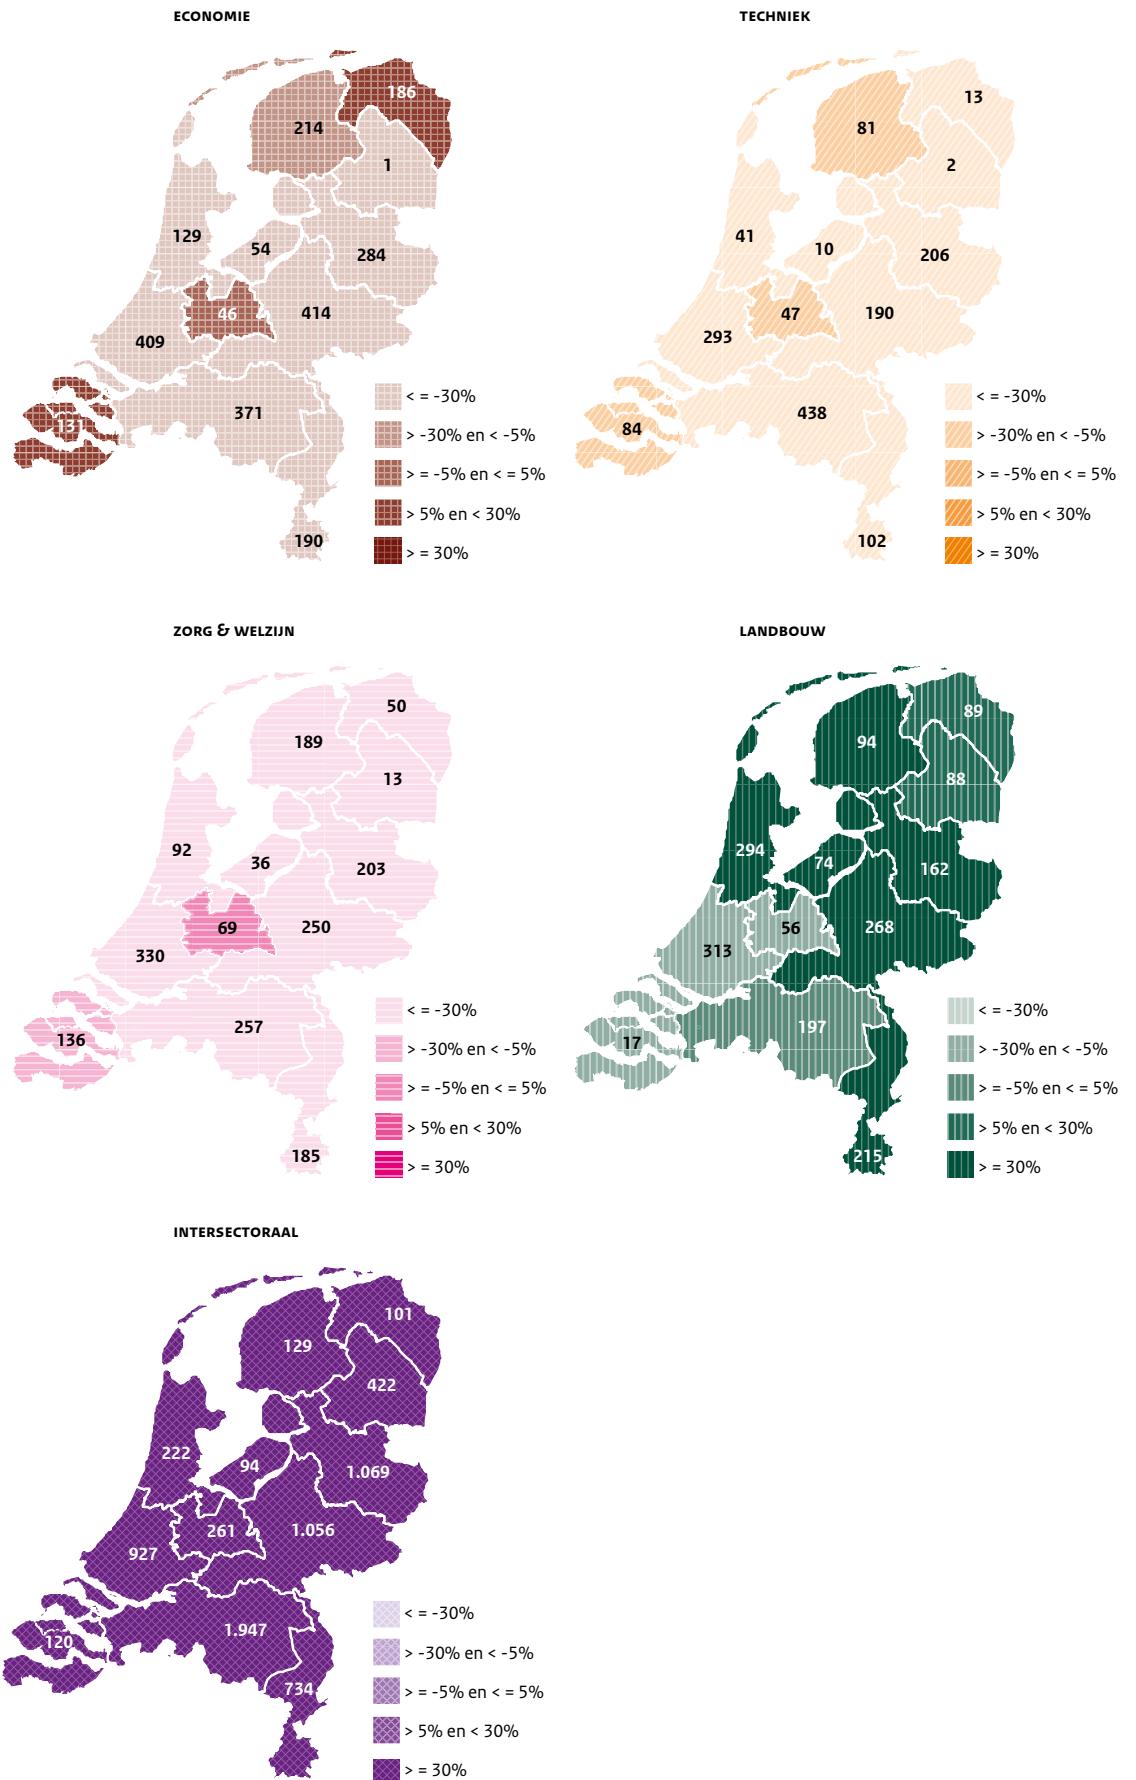 ECONOMIE
186
214
1
129
54
284
46
414
409
371
131
190
< = -30%
> -30% en < -5%
> = -5% en < = 5%
> 5% en < 30%
> = 30%
TECHNIEK
13
81
2
41
10
206
47
190
293
438
84
102
< = -30%
> -30% en < -5%
> = -5% en < = 5%
> 5% en < 30%
> = 30%
ZORG & WELZIJN
50
189
13
92
36
203
69
250
330
257
136
185
< = -30%
> -30% en < -5%
> = -5% en < = 5%
> 5% en < 30%
> = 30%
LANDBOUW
89
94
88
294
74
162
56
268
313
197
17
215
< = -30%
> -30% en < -5%
> = -5% en < = 5%
> 5% en < 30%
> = 30%
INTERSECTORAAL
101
129
422
222
94
1.069
261
1.056
927
1.947
120
734
< = -30%
> -30% en < -5%
> = -5% en < = 5%
> 5% en < 30%
> = 30%